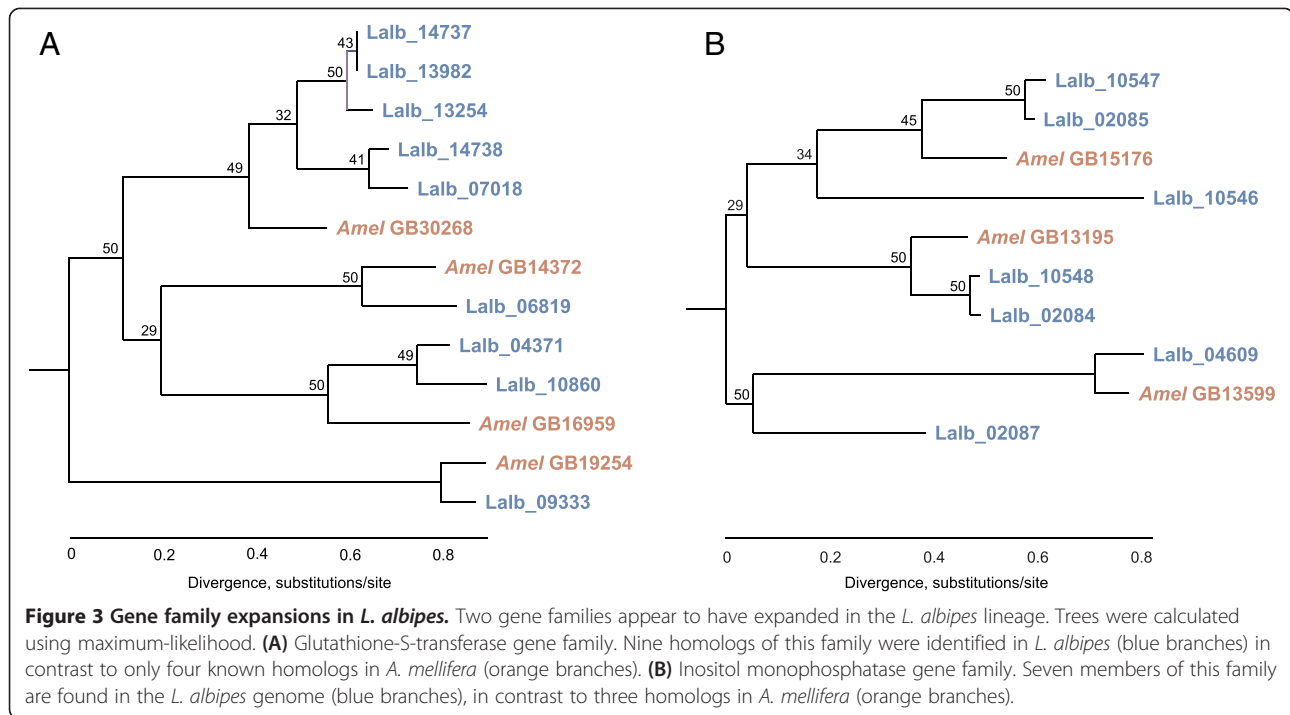 A
43
Lalb_14737
Lalb_13982
50
Lalb_13254
32
41
Lalb_14738
Lalb_07018
49
Amel GB30268
50
Amel GB14372
50
Lalb_06819
29
49
Lalb_04371
Lalb_10860
50
Amel GB16959
Amel GB19254
Lalb_09333
0 0.2 0.4 0.6 0.8
Divergence, substitutions/site
B
50
Lalb_10547
Lalb_02085
45
Amel GB15176
34
Lalb_10546
29
Amel GB13195
50
Lalb_10548
50
Lalb_02084
Lalb_04609
Amel GB13599
50
Lalb_02087
0 0.2 0.4 0.6 0.8
Divergence, substitutions/site
Figure 3 Gene family expansions in L. albipes. Two gene families appear to have expanded in the L. albipes lineage. Trees were calculated
using maximum-likelihood. (A) Glutathione-S-transferase gene family. Nine homologs of this family were identified in L. albipes (blue branches) in
contrast to only four known homologs in A. mellifera (orange branches). (B) Inositol monophosphatase gene family. Seven members of this family
are found in the L. albipes genome (blue branches), in contrast to three homologs in A. mellifera (orange branches).